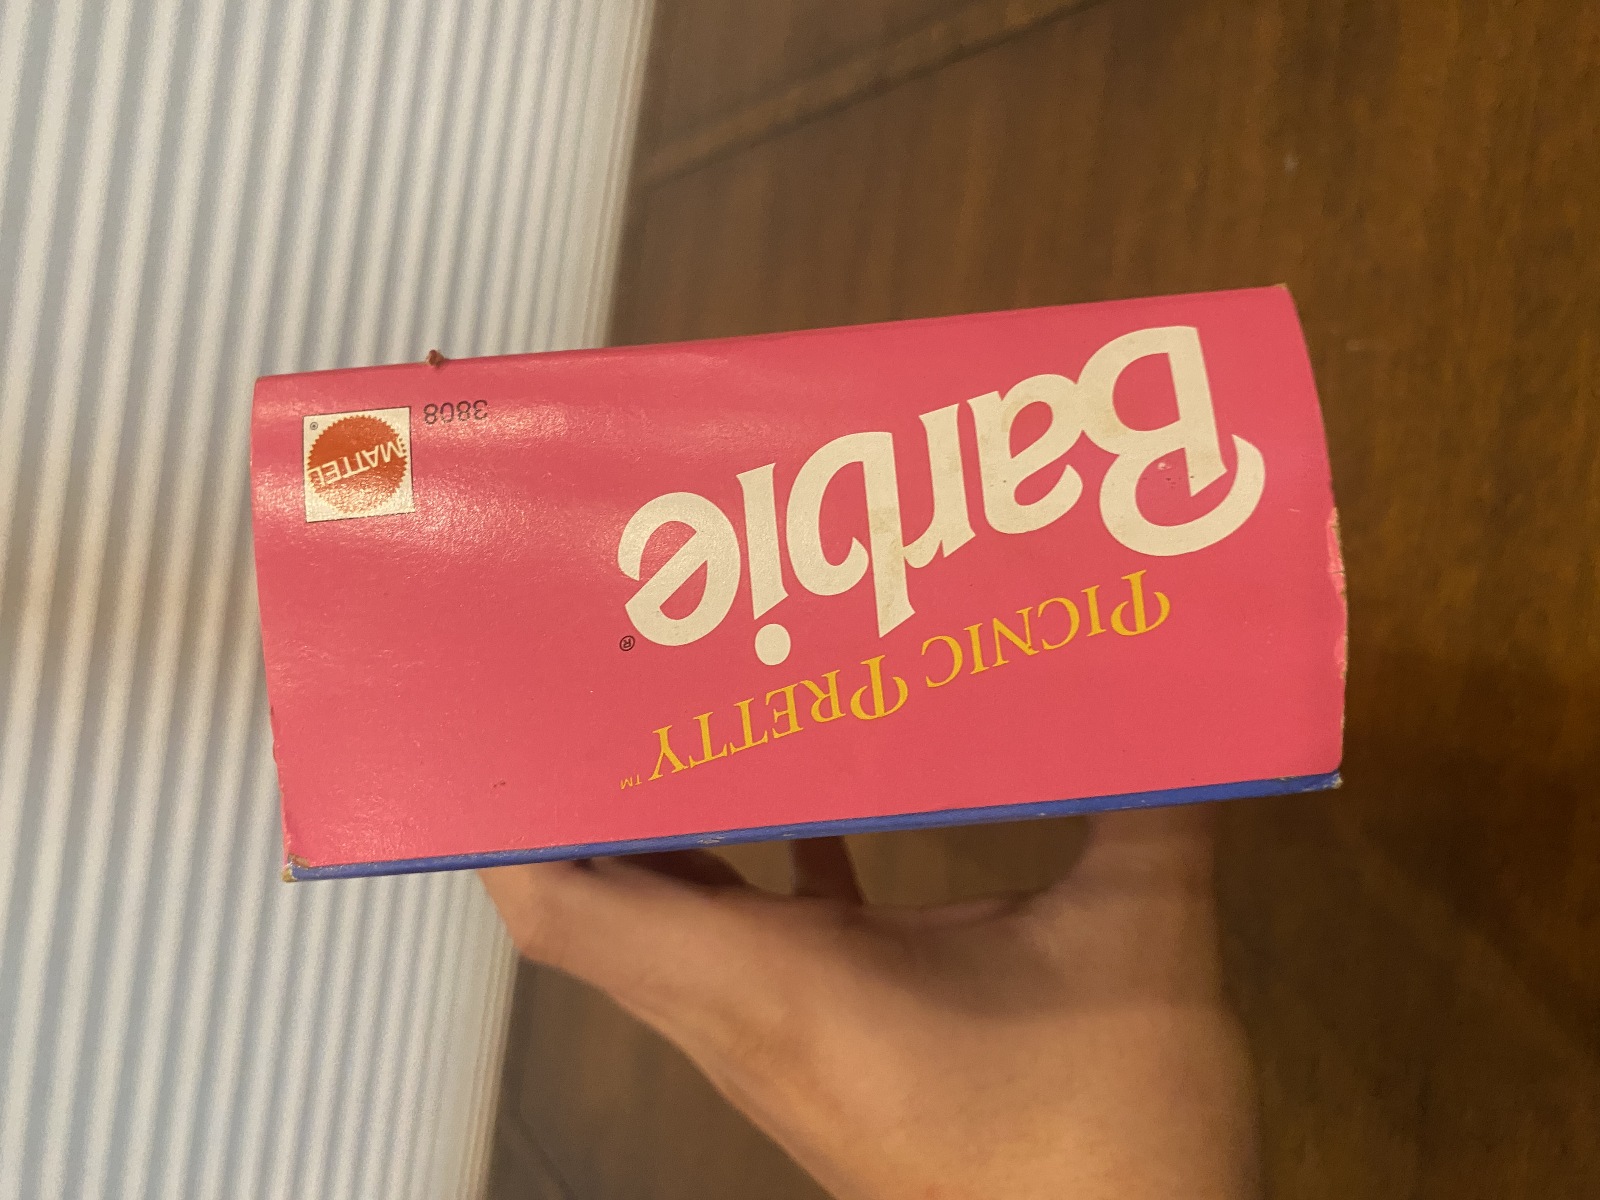 PICNIC PRETTY™
Barbie®
3808
MATTEL®